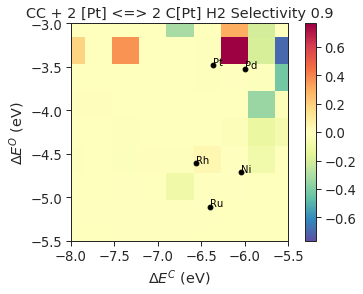 CC + 2 [Pt] <=> 2 C[Pt] H2 Selectivity 0.9
−3.0
−3.5
−4.0
−4.5
−5.0
−5.5
ΔE^O (eV)
Pt
Pd
Rh
Ni
Ru
−8.0 −7.5 −7.0 −6.5 −6.0 −5.5
ΔE^C (eV)
0.6
0.4
0.2
0.0
−0.2
−0.4
−0.6